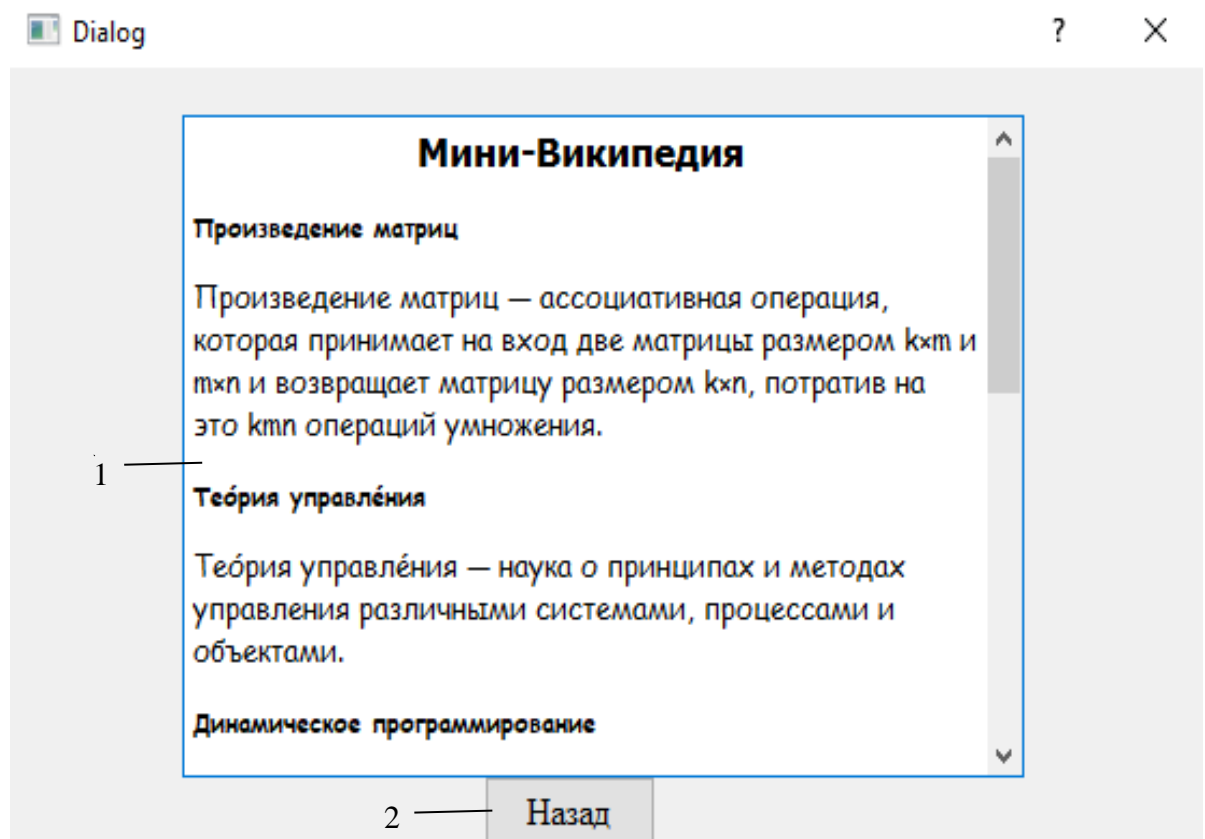 Dialog ?
Мини-Википедия
Произведение матриц
Произведение матриц — ассоциативная операция,
которая принимает на вход две матрицы размером k×m и
m×n и возвращает матрицу размером k×n, потратив на
это kmn операций умножения.
1
Тео́рия управле́ния
Тео́рия управле́ния — наука о принципах и методах
управления различными системами, процессами и
объектами.
Динамическое программирование
2 Назад